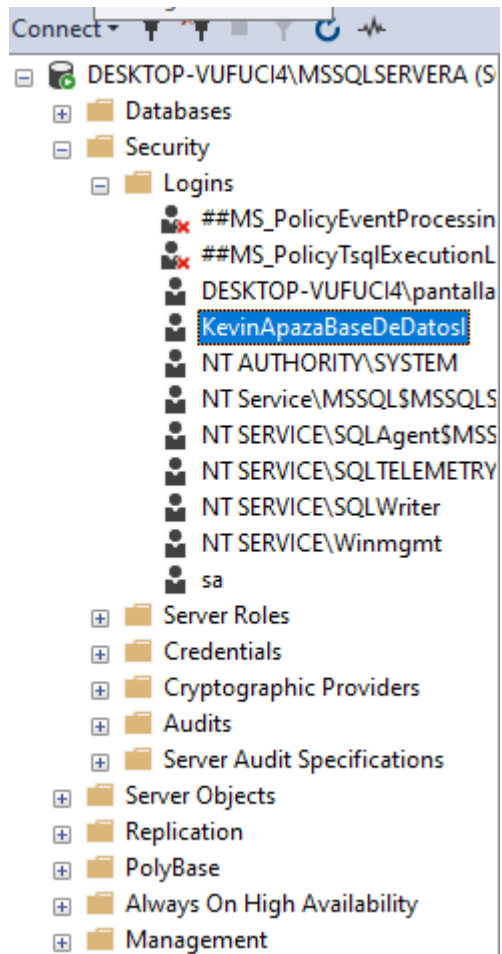 Connect
DESKTOP-VUFUCI4\MSSQLSERVERA (S
Databases
Security
Logins
##MS_PolicyEventProcessin
##MS_PolicyTsqlExecutionL
DESKTOP-VUFUCI4\pantalla
KevinApazaBaseDeDatosI
NT AUTHORITY\SYSTEM
NT Service\MSSQL$MSSQLS
NT SERVICE\SQLAgent$MSS
NT SERVICE\SQLTELEMETRY
NT SERVICE\SQLWriter
NT SERVICE\Winmgmt
sa
Server Roles
Credentials
Cryptographic Providers
Audits
Server Audit Specifications
Server Objects
Replication
PolyBase
Always On High Availability
Management